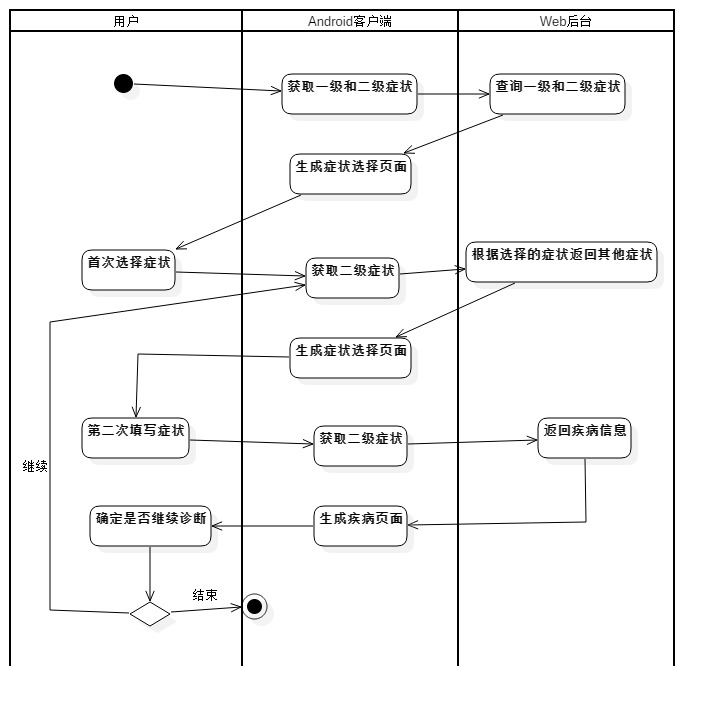 用户
Android客户端
Web后台
获取一级和二级症状
查询一级和二级症状
生成症状选择页面
首次选择症状
获取二级症状
根据选择的症状返回其他症状
生成症状选择页面
第二次填写症状
获取二级症状
返回疾病信息
继续
确定是否继续诊断
生成疾病页面
结束